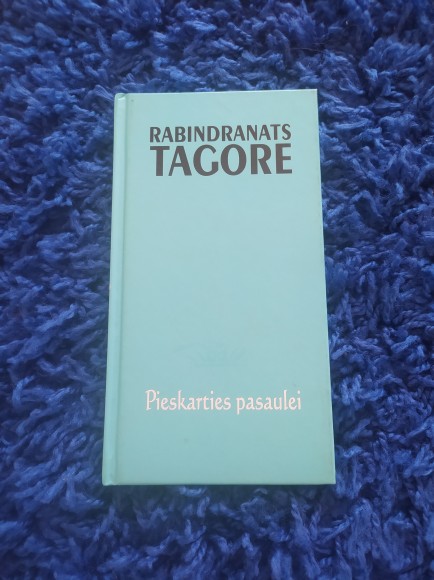 RABINDRANATS
TAGORE
Pieskarties pasaulei